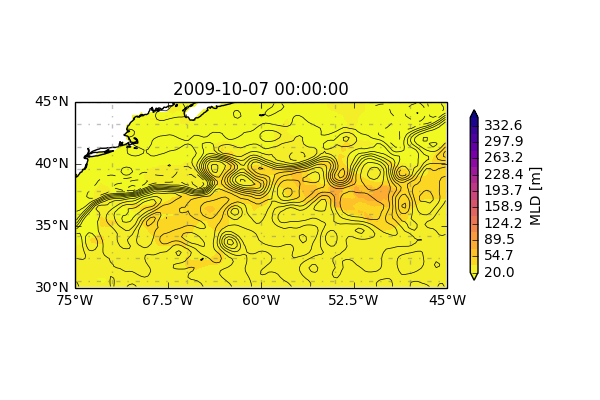 2009-10-07 00:00:00
45°N
40°N
35°N
30°N
75°W
67.5°W
60°W
52.5°W
45°W
332.6
297.9
263.2
228.4
193.7
158.9
124.2
89.5
54.7
20.0
MLD [m]